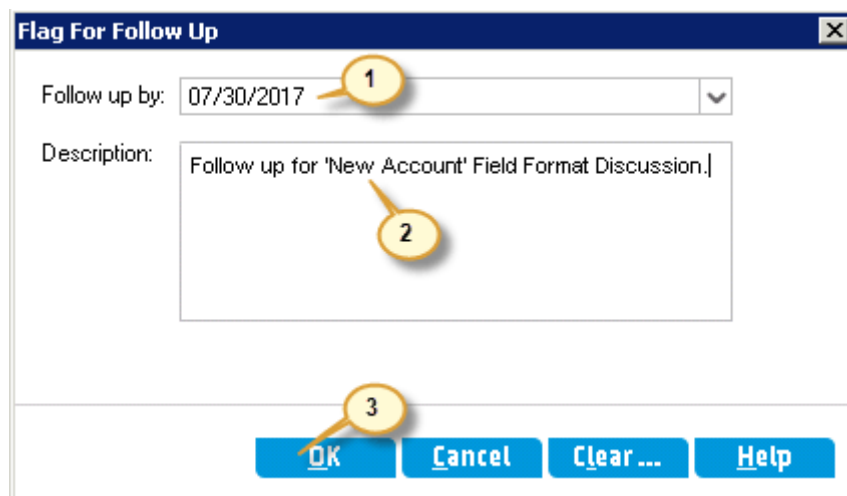 Flag For Follow Up
Follow up by: 07/30/2017
1
Description: Follow up for 'New Account' Field Format Discussion.
2
3
OK Cancel Clear... Help